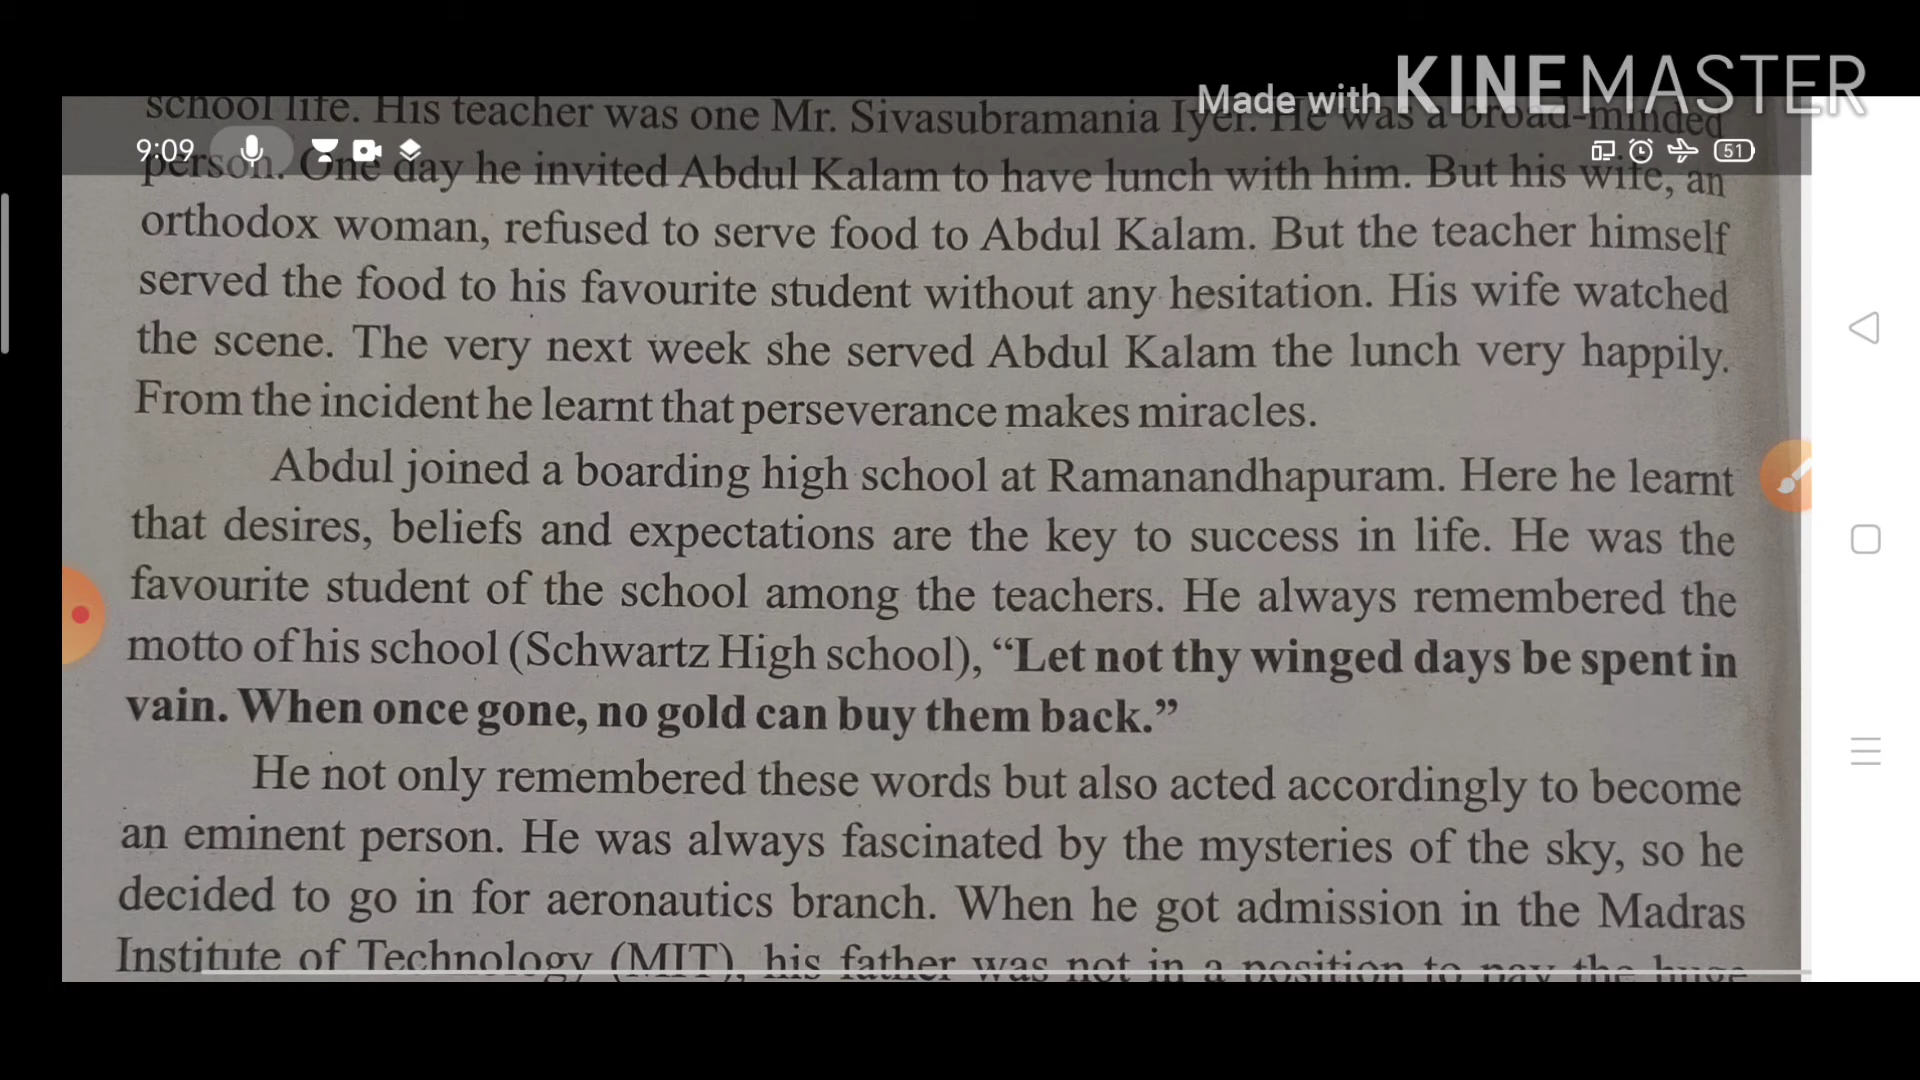 Made with KINEMASTER
school life. His teacher was one Mr. Sivasubramania Iyer. He was a broad-minded
9:09
51
person. One day he invited Abdul Kalam to have lunch with him. But his wife, an
orthodox woman, refused to serve food to Abdul Kalam. But the teacher himself
served the food to his favourite student without any hesitation. His wife watched
the scene. The very next week she served Abdul Kalam the lunch very happily.
From the incident he learnt that perseverance makes miracles.
Abdul joined a boarding high school at Ramanandhapuram. Here he learnt
that desires, beliefs and expectations are the key to success in life. He was the
favourite student of the school among the teachers. He always remembered the
motto of his school (Schwartz High school), “Let not thy winged days be spent in
vain. When once gone, no gold can buy them back.”
He not only remembered these words but also acted accordingly to become
an eminent person. He was always fascinated by the mysteries of the sky, so he
decided to go in for aeronautics branch. When he got admission in the Madras
Institute of Technology (MIT), his father was not in a position to pay the huge